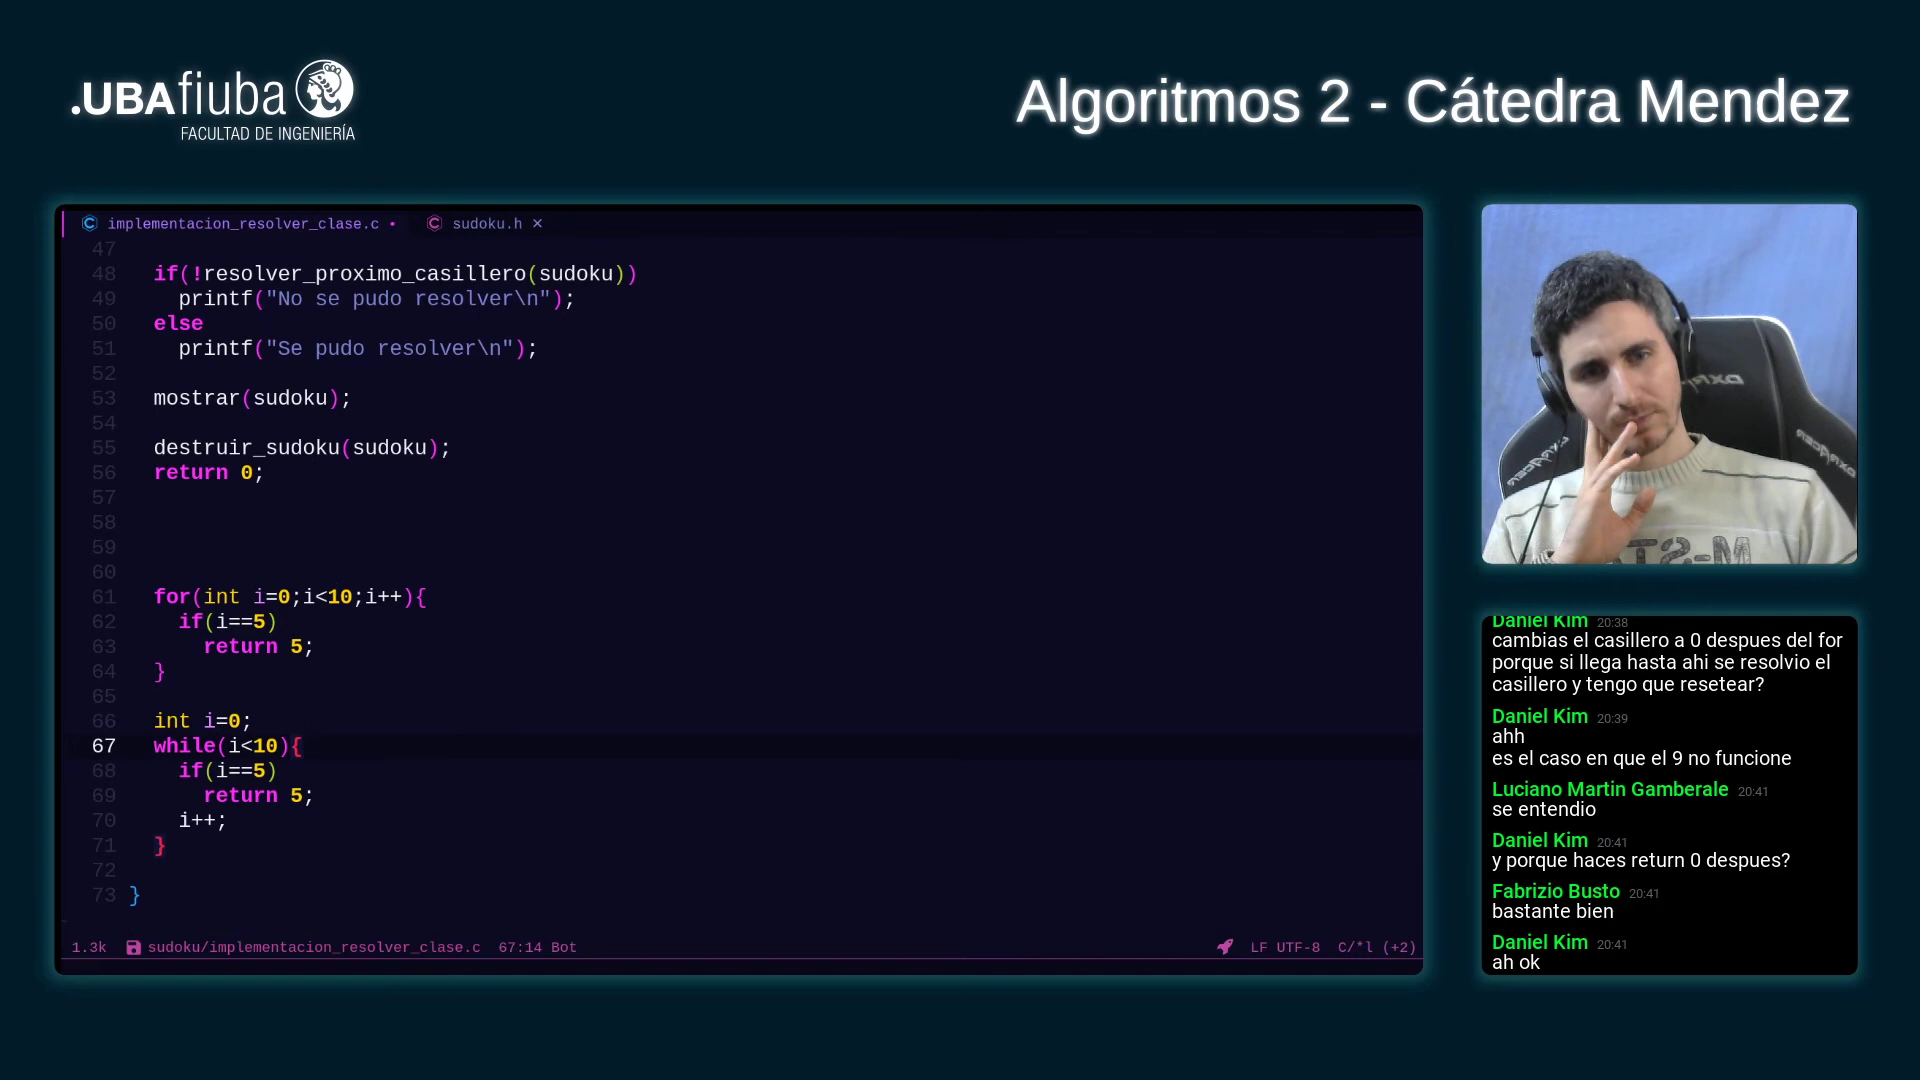 .UBAfiuba
FACULTAD DE INGENIERÍA
Algoritmos 2 - Cátedra Mendez
implementacion_resolver_clase.c •
sudoku.h ×
47
48 if(!resolver_proximo_casillero(sudoku))
49 printf("No se pudo resolver\n");
50 else
51 printf("Se pudo resolver\n");
52
53 mostrar(sudoku);
54
55 destruir_sudoku(sudoku);
56 return 0;
57
58
59
60
61 for(int i=0;i<10;i++){
62 if(i==5)
63 return 5;
64 }
65
66 int i=0;
67 while(i<10){
68 if(i==5)
69 return 5;
70 i++;
71 }
72
73 }
1.3k sudoku/implementacion_resolver_clase.c 67:14 Bot
LF UTF-8 C/*l (+2)
Daniel Kim 20:38
cambias el casillero a 0 despues del for
porque si llega hasta ahi se resolvio el
casillero y tengo que resetear?
Daniel Kim 20:39
ahh
es el caso en que el 9 no funcione
Luciano Martin Gamberale 20:41
se entendio
Daniel Kim 20:41
y porque haces return 0 despues?
Fabrizio Busto 20:41
bastante bien
Daniel Kim 20:41
ah ok